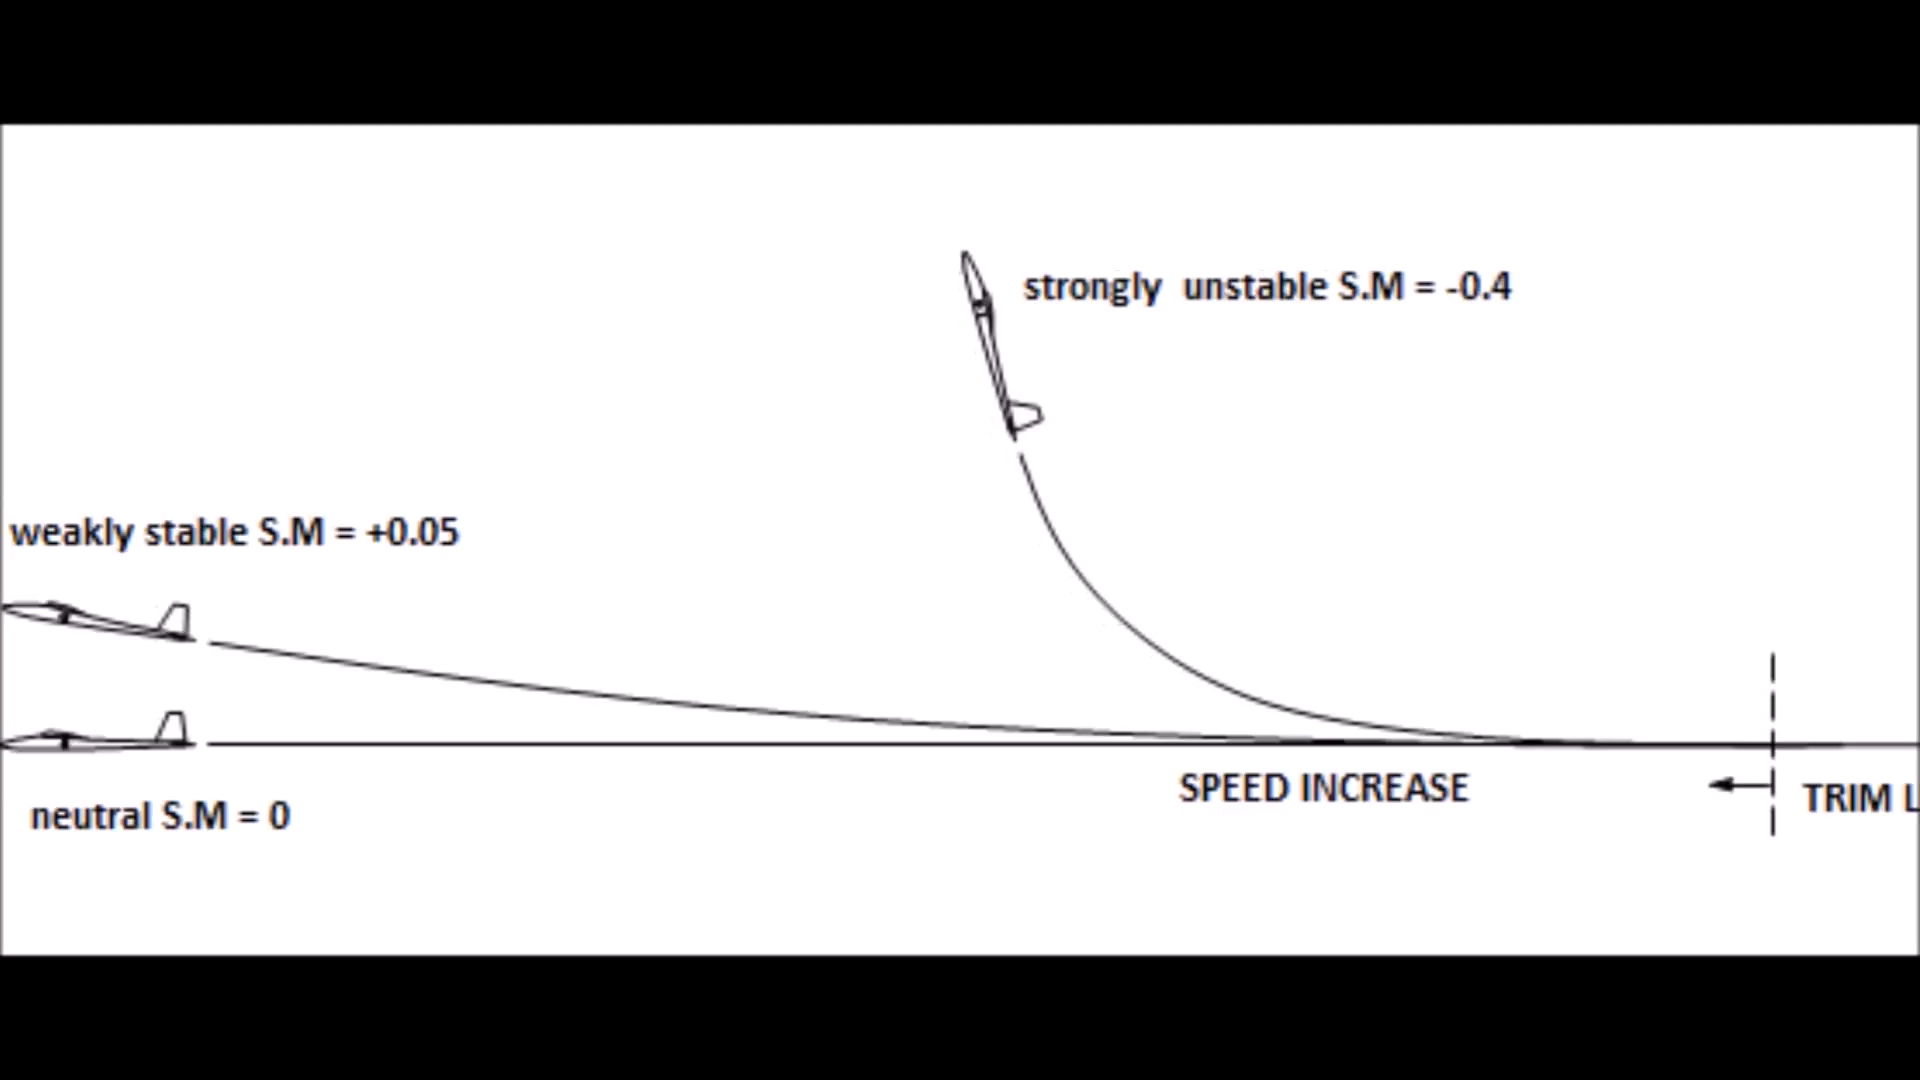 strongly unstable S.M = -0.4
weakly stable S.M = +0.05
SPEED INCREASE
TRIM L
neutral S.M = 0